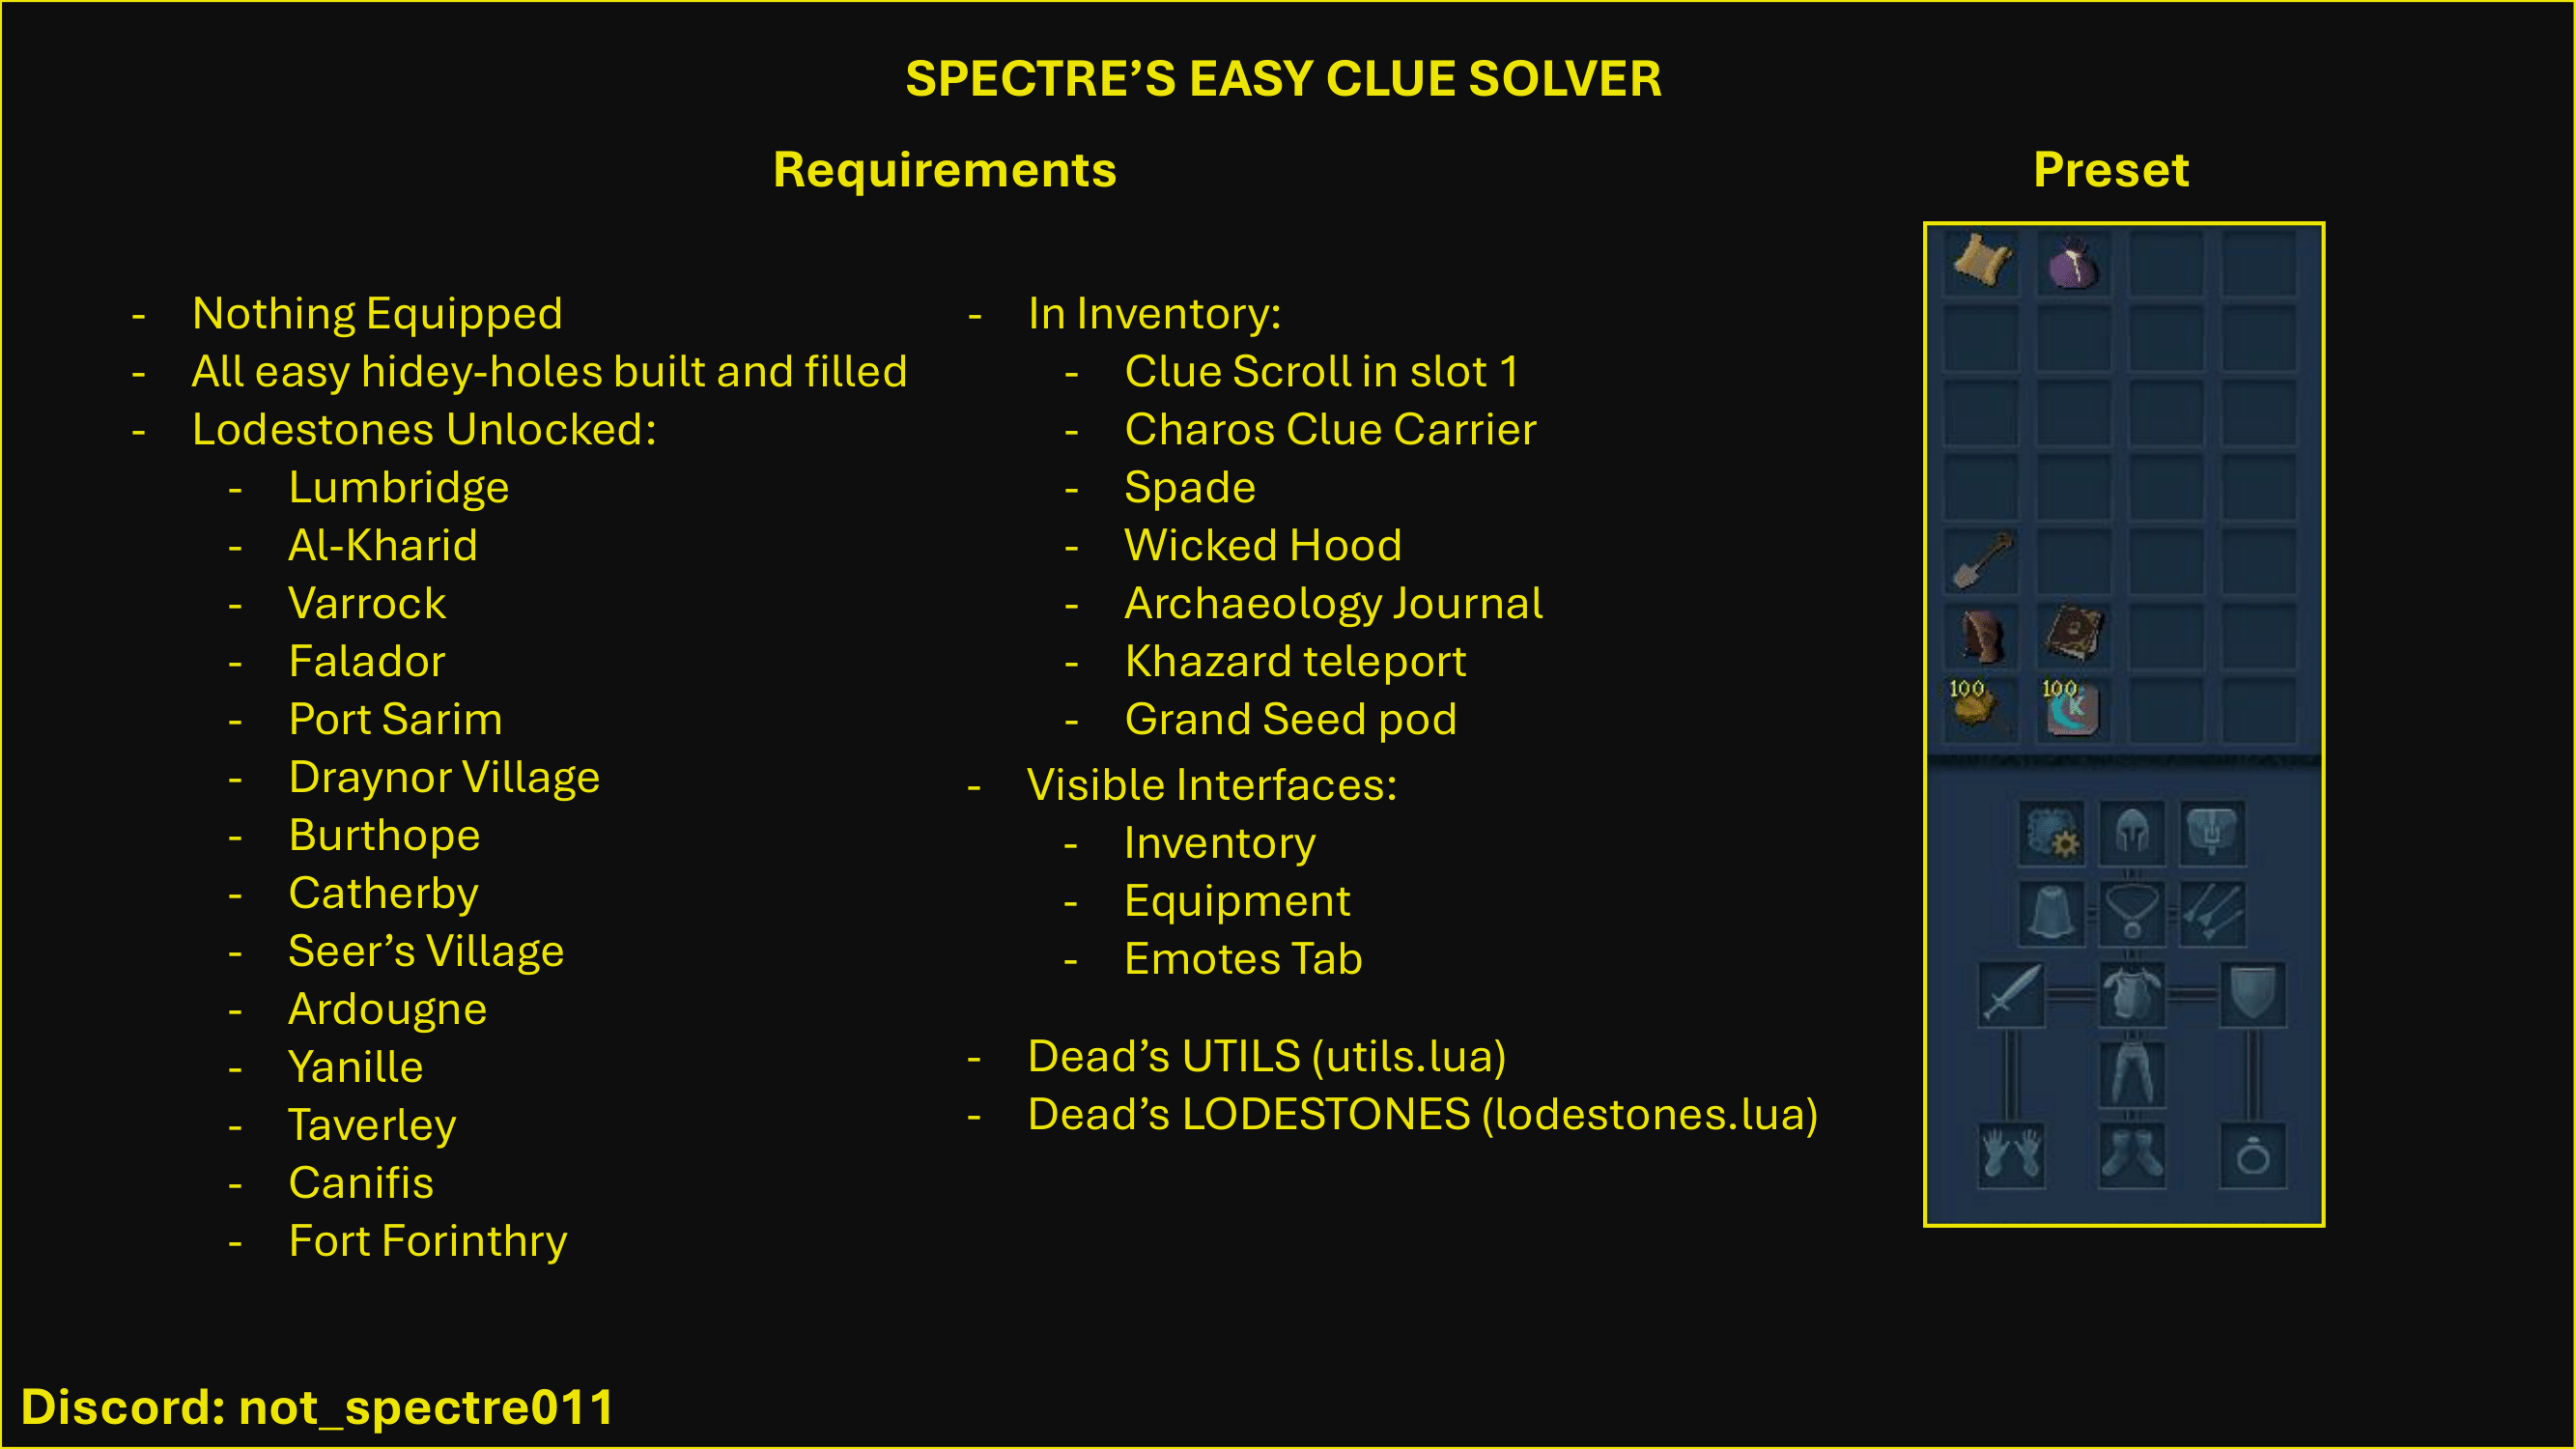 SPECTRE’S EASY CLUE SOLVER
Requirements
- Nothing Equipped
- All easy hidey-holes built and filled
- Lodestones Unlocked:
- Lumbridge
- Al-Kharid
- Varrock
- Falador
- Port Sarim
- Draynor Village
- Burthope
- Catherby
- Seer’s Village
- Ardougne
- Yanille
- Taverley
- Canifis
- Fort Forinthry
- In Inventory:
- Clue Scroll in slot 1
- Charos Clue Carrier
- Spade
- Wicked Hood
- Archaeology Journal
- Khazard teleport
- Grand Seed pod
- Visible Interfaces:
- Inventory
- Equipment
- Emotes Tab
- Dead’s UTILS (utils.lua)
- Dead’s LODESTONES (lodestones.lua)
Preset
100 100
K
Discord: not_spectre011